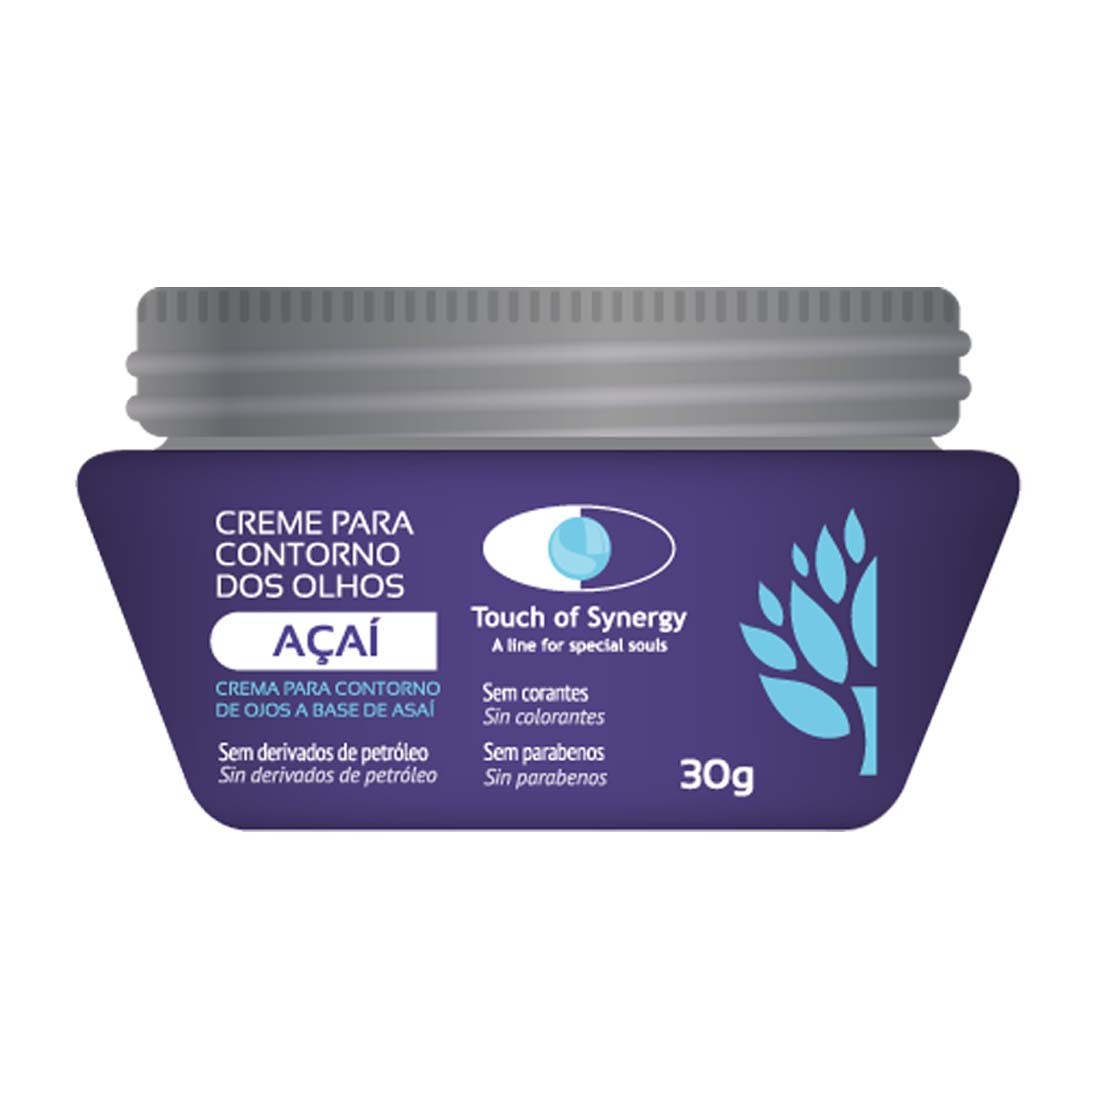 CREME PARA
CONTORNO
DOS OLHOS
AÇAÍ
CREMA PARA CONTORNO
DE OJOS A BASE DE ASAÍ
Sem derivados de petróleo
Sin derivados de petróleo
Touch of Synergy
A line for special souls
Sem corantes
Sin colorantes
Sem parabenos
Sin parabenos
30g